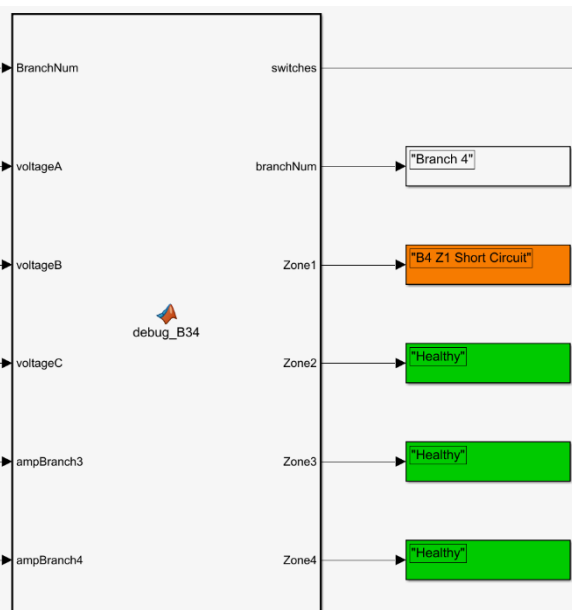 BranchNum
switches
voltageA
branchNum
"Branch 4"
voltageB
Zone1
"B4 Z1 Short Circuit"
debug_B34
voltageC
Zone2
"Healthy"
ampBranch3
Zone3
"Healthy"
ampBranch4
Zone4
"Healthy"